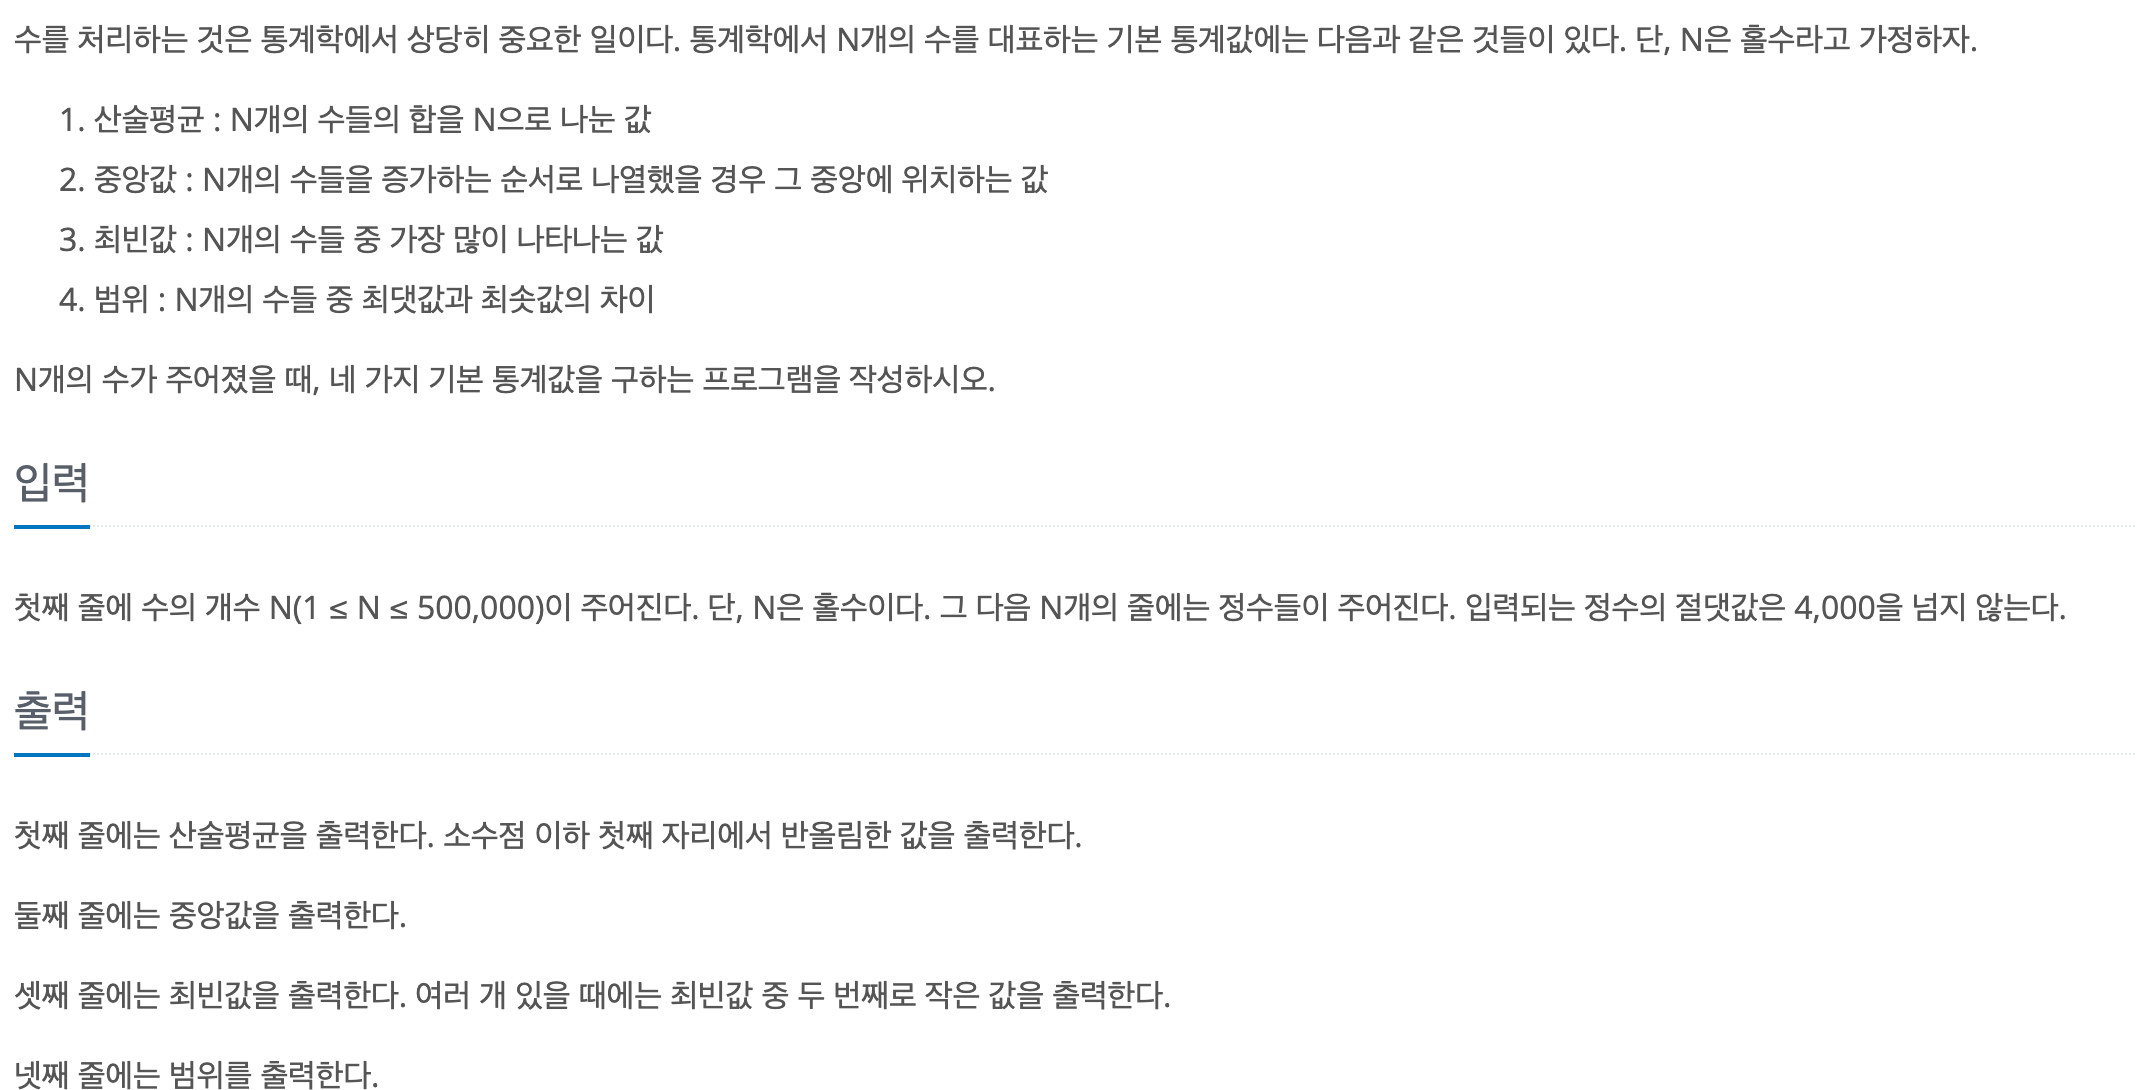 수를 처리하는 것은 통계학에서 상당히 중요한 일이다. 통계학에서 N개의 수를 대표하는 기본 통계값에는 다음과 같은 것들이 있다. 단, N은 홀수라고 가정하자.
1. 산술평균 : N개의 수들의 합을 N으로 나눈 값
2. 중앙값 : N개의 수들을 증가하는 순서로 나열했을 경우 그 중앙에 위치하는 값
3. 최빈값 : N개의 수들 중 가장 많이 나타나는 값
4. 범위 : N개의 수들 중 최댓값과 최솟값의 차이
N개의 수가 주어졌을 때, 네 가지 기본 통계값을 구하는 프로그램을 작성하시오.
입력
첫째 줄에 수의 개수 N(1 ≤ N ≤ 500,000)이 주어진다. 단, N은 홀수이다. 그 다음 N개의 줄에는 정수들이 주어진다. 입력되는 정수의 절댓값은 4,000을 넘지 않는다.
출력
첫째 줄에는 산술평균을 출력한다. 소수점 이하 첫째 자리에서 반올림한 값을 출력한다.
둘째 줄에는 중앙값을 출력한다.
셋째 줄에는 최빈값을 출력한다. 여러 개 있을 때에는 최빈값 중 두 번째로 작은 값을 출력한다.
넷째 줄에는 범위를 출력한다.